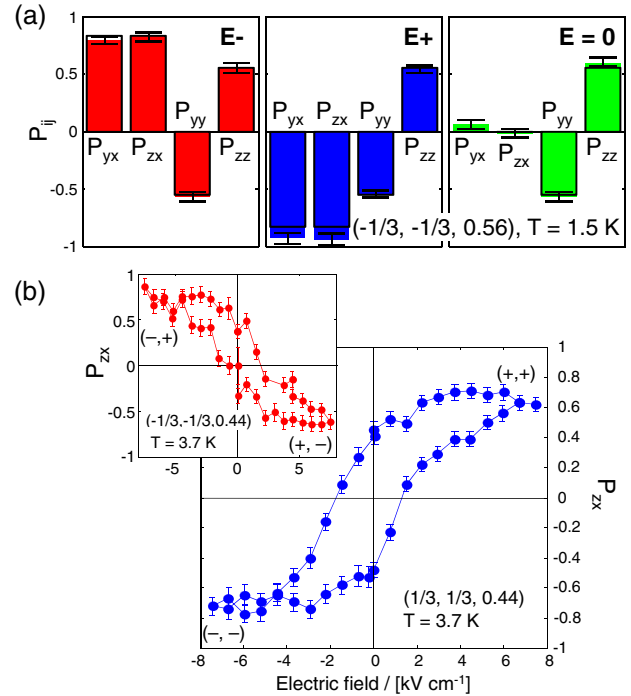 (a)
1
0.5
0
-0.5
-1
P_ij
E-
P_yx
P_zx
P_yy
P_zz
E+
P_yx
P_zx
P_yy
P_zz
E = 0
P_yx
P_zx
P_yy
P_zz
(-1/3, -1/3, 0.56), T = 1.5 K
(b)
1
0.5
0
-0.5
-1
P_zx
(−,+)
(-1/3.-1/3,0.44)
T = 3.7 K
(+, −)
-5
0
5
1
0.8
0.6
0.4
0.2
0
-0.2
-0.4
-0.6
-0.8
-1
P_zx
(+,+)
(1/3, 1/3, 0.44)
T = 3.7 K
(−, −)
-8 -6 -4 -2 0 2 4 6 8
Electric field / [kV cm⁻¹]